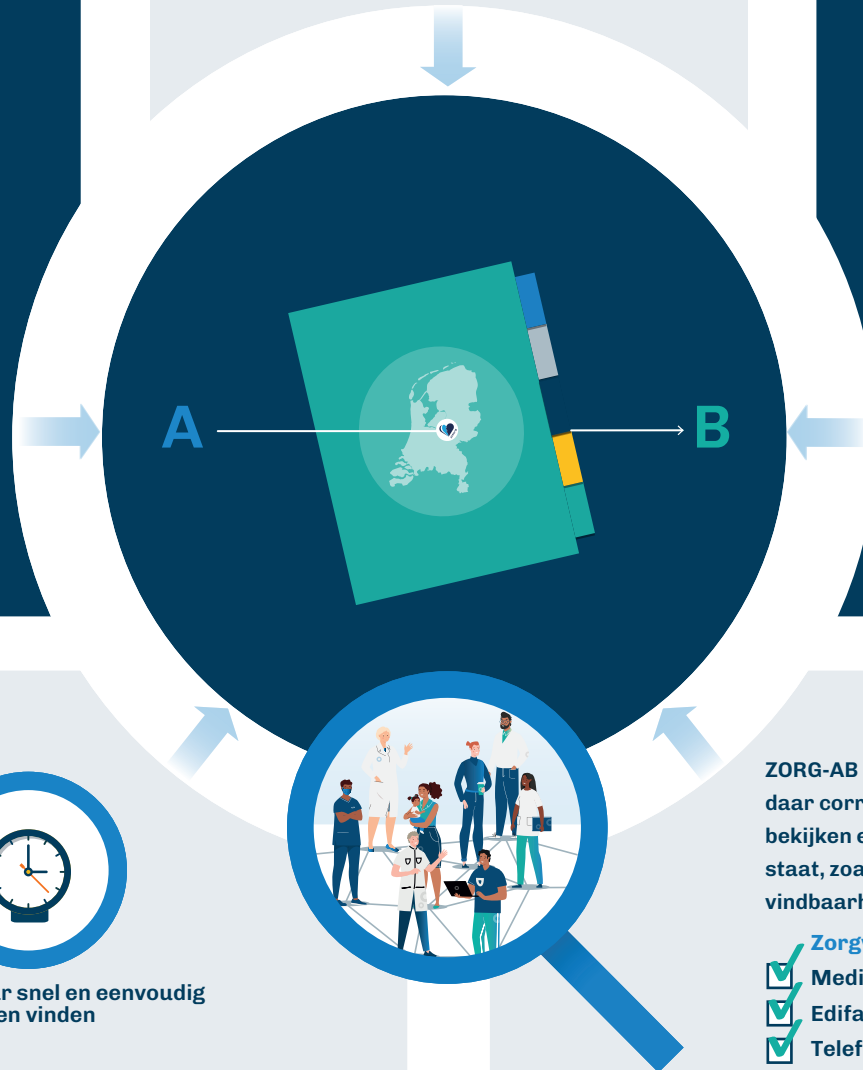 A
B
ZORG-AB
daar corr
bekijken e
staat, zoa
vindbaarh
Zorg
Medi
Edifa
Telef
r snel en eenvoudig
en vinden